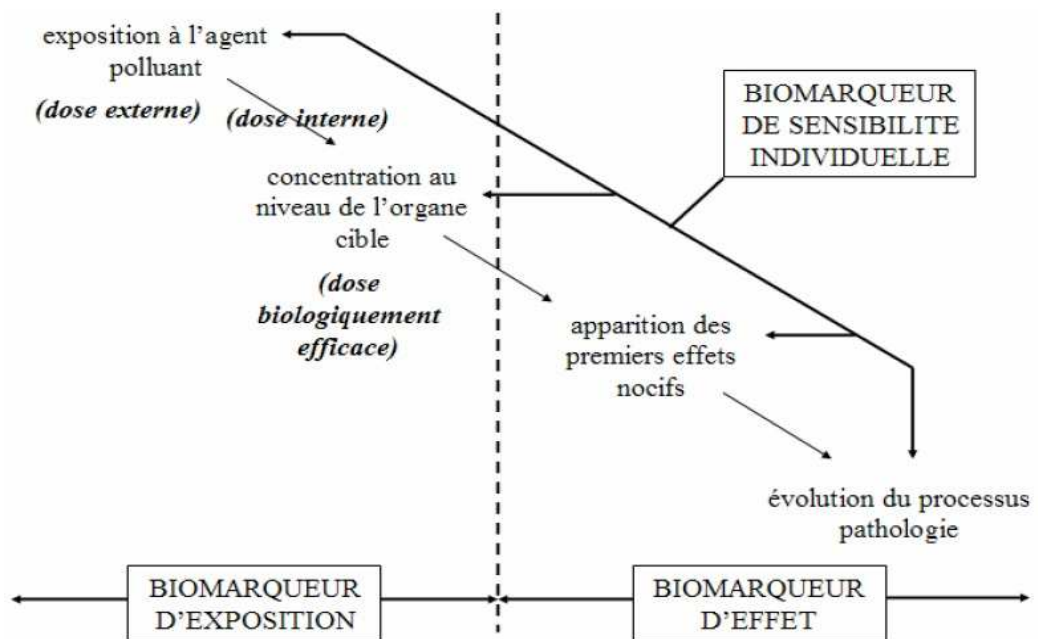 exposition à l’agent
polluant
(dose externe)
(dose interne)
BIOMARQUEUR
DE SENSIBILITE
INDIVIDUELLE
concentration au
niveau de l’organe
cible
(dose
biologiquement
efficace)
apparition des
premiers effets
nocifs
évolution du processus
pathologie
BIOMARQUEUR
D’EXPOSITION
BIOMARQUEUR
D’EFFET